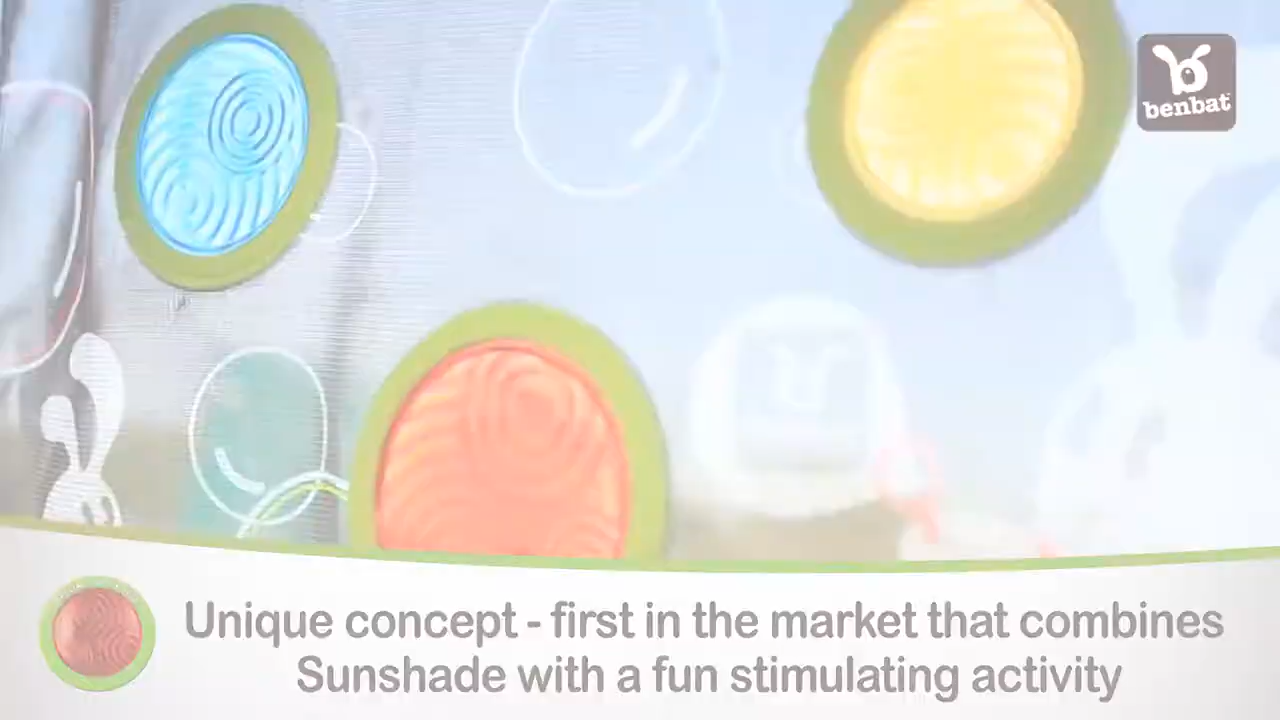 benbat
Unique concept - first in the market that combines
Sunshade with a fun stimulating activity